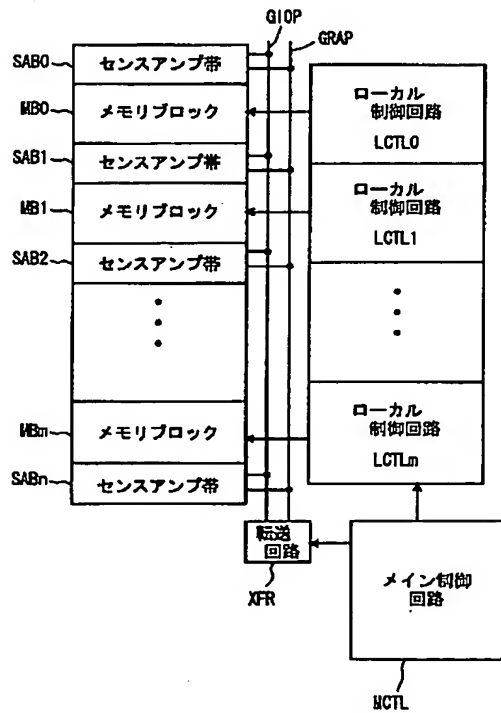 GIOP
GRAP
SAB0
センスアンプ帯
MB0
メモリブロック
SAB1
センスアンプ帯
MB1
メモリブロック
SAB2
センスアンプ帯
MBm
メモリブロック
SABn
センスアンプ帯
ローカル
制御回路
LCTL0
ローカル
制御回路
LCTL1
ローカル
制御回路
LCTLm
転送
回路
XFR
メイン制御
回路
MCTL